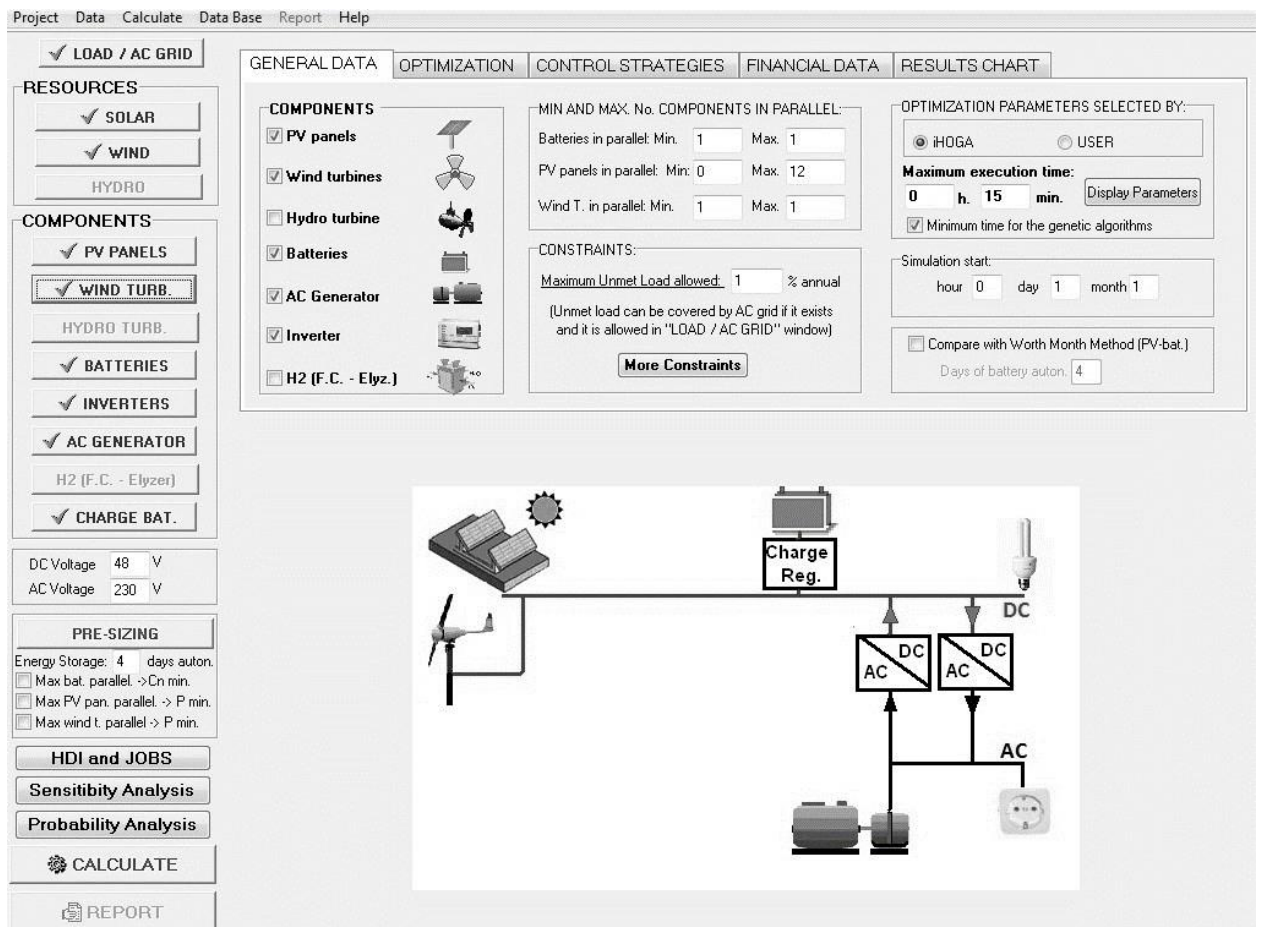 Project Data Calculate Data Base Report Help
LOAD / AC GRID
RESOURCES
SOLAR
WIND
HYDRO
COMPONENTS
PV PANELS
WIND TURB.
HYDRO TURB.
BATTERIES
INVERTERS
AC GENERATOR
H2 (F.C. - Elyzer)
CHARGE BAT.
DC Voltage 48 V
AC Voltage 230 V
PRE-SIZING
Energy Storage: 4 days auton.
Max bat. parallel. ->Cn min.
Max PV pan. parallel. -> P min.
Max wind t. parallel -> P min.
HDI and JOBS
Sensitibity Analysis
Probability Analysis
CALCULATE
REPORT
GENERAL DATA OPTIMIZATION CONTROL STRATEGIES FINANCIAL DATA RESULTS CHART
COMPONENTS
PV panels
Wind turbines
Hydro turbine
Batteries
AC Generator
Inverter
H2 (F.C. - Elyz.)
MIN AND MAX. No. COMPONENTS IN PARALLEL:
Batteries in parallel: Min. 1 Max. 1
PV panels in parallel: Min: 0 Max. 12
Wind T. in parallel: Min. 1 Max. 1
CONSTRAINTS:
Maximum Unmet Load allowed: 1 % annual
(Unmet load can be covered by AC grid if it exists
and it is allowed in "LOAD / AC GRID" window)
More Constraints
OPTIMIZATION PARAMETERS SELECTED BY:
iHOGA USER
Maximum execution time:
0 h. 15 min. Display Parameters
Minimum time for the genetic algorithms
Simulation start:
hour 0 day 1 month 1
Compare with Worth Month Method (PV-bat.)
Days of battery auton. 4
Charge
Reg.
DC
DC
AC
DC
AC
AC